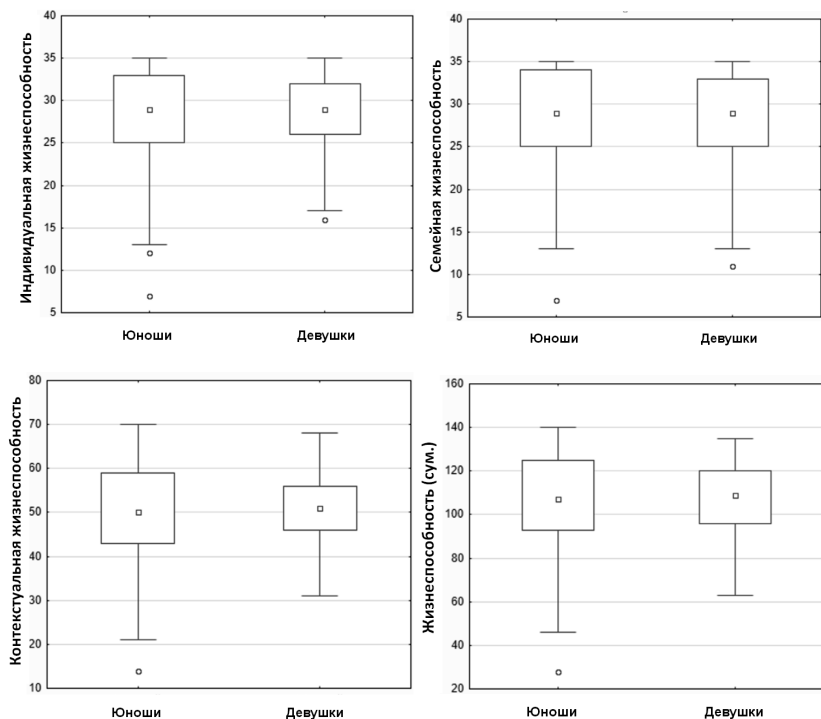 Индивидуальная жизнеспособность
40
35
30
25
20
15
10
5
Юноши
Девушки
Семейная жизнеспособность
40
35
30
25
20
15
10
5
Юноши
Девушки
Контекстуальная жизнеспособность
80
70
60
50
40
30
20
10
Юноши
Девушки
Жизнеспособность (сум.)
160
140
120
100
80
60
40
20
Юноши
Девушки